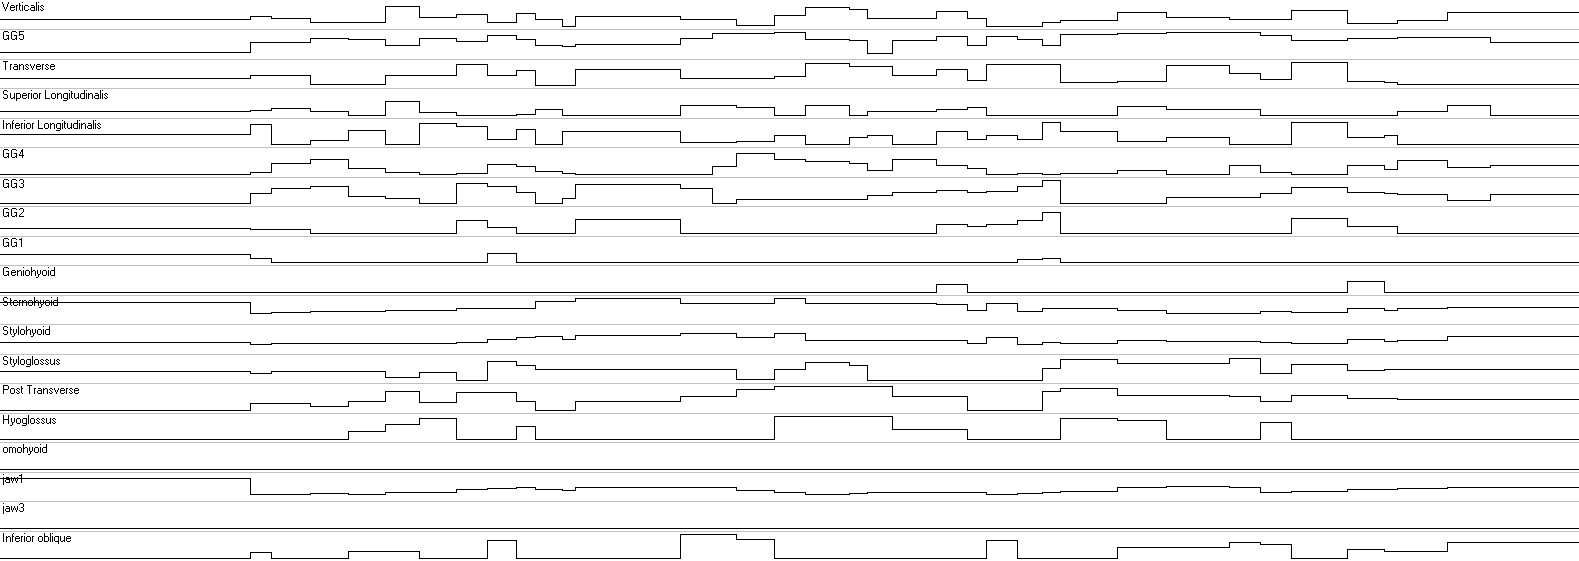 Verticalis
GG5
Transverse
Superior Longitudinalis
Inferior Longitudinalis
GG4
GG3
GG2
GG1
Geniohyoid
Sternohyoid
Stylohyoid
Styloglossus
Post Transverse
Hyoglossus
omohyoid
jaw1
jaw3
Inferior oblique